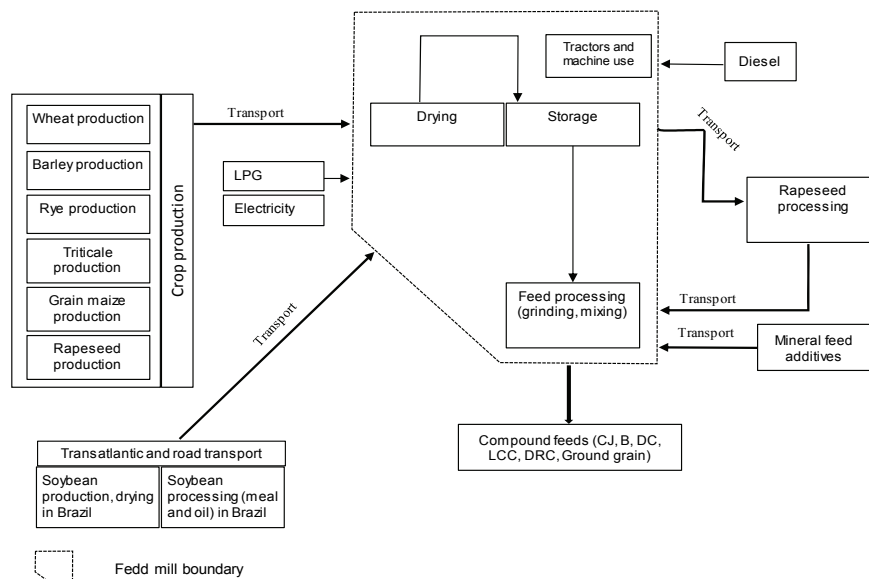 Tractors and
machine use
Diesel
Transport
Drying
Storage
Transport
Wheat production
Barley production
Rye production
Triticale
production
Grain maize
production
Rapeseed
production
Crop production
LPG
Electricity
Rapeseed
processing
Transport
Feed processing
(grinding, mixing)
Transport
Transport
Mineral feed
additives
Compound feeds (CJ, B, DC,
LCC, DRC, Ground grain)
Transatlantic and road transport
Soybean
production, drying
in Brazil
Soybean
processing (meal
and oil) in Brazil
Fedd mill boundary